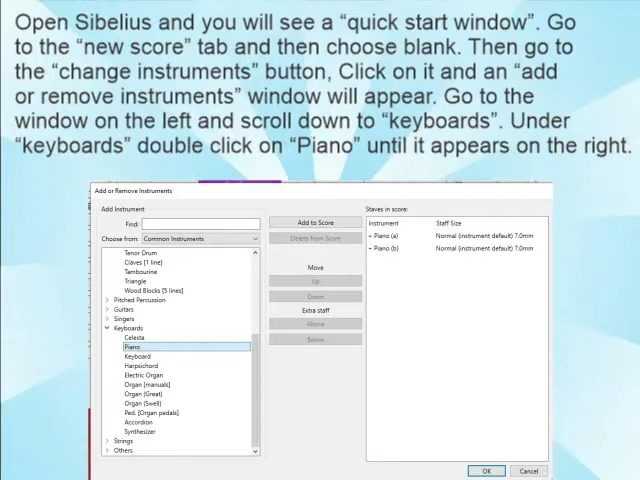 Open Sibelius and you will see a “quick start window”. Go
to the “new score” tab and then choose blank. Then go to
the “change instruments” button, Click on it and an “add
or remove instruments” window will appear. Go to the
window on the left and scroll down to “keyboards”. Under
“keyboards” double click on “Piano” until it appears on the right.
Add or Remove Instruments
Add Instrument
Find:
Choose from: Common Instruments
Tenor Drum
Claves [1 line]
Tambourine
Triangle
Wood Blocks [5 lines]
Pitched Percussion
Guitars
Singers
Keyboards
Celesta
Piano
Keyboard
Harpsichord
Electric Organ
Organ [manuals]
Organ (Great)
Organ (Swell)
Ped. [Organ pedals]
Accordion
Synthesizer
Strings
Others
Add to Score
Delete from Score
Move
Up
Down
Extra staff
Above
Below
Staves in score:
Instrument Staff Size
+ Piano (a) Normal (instrument default) 7.0mm
+ Piano (b) Normal (instrument default) 7.0mm
OK Cancel